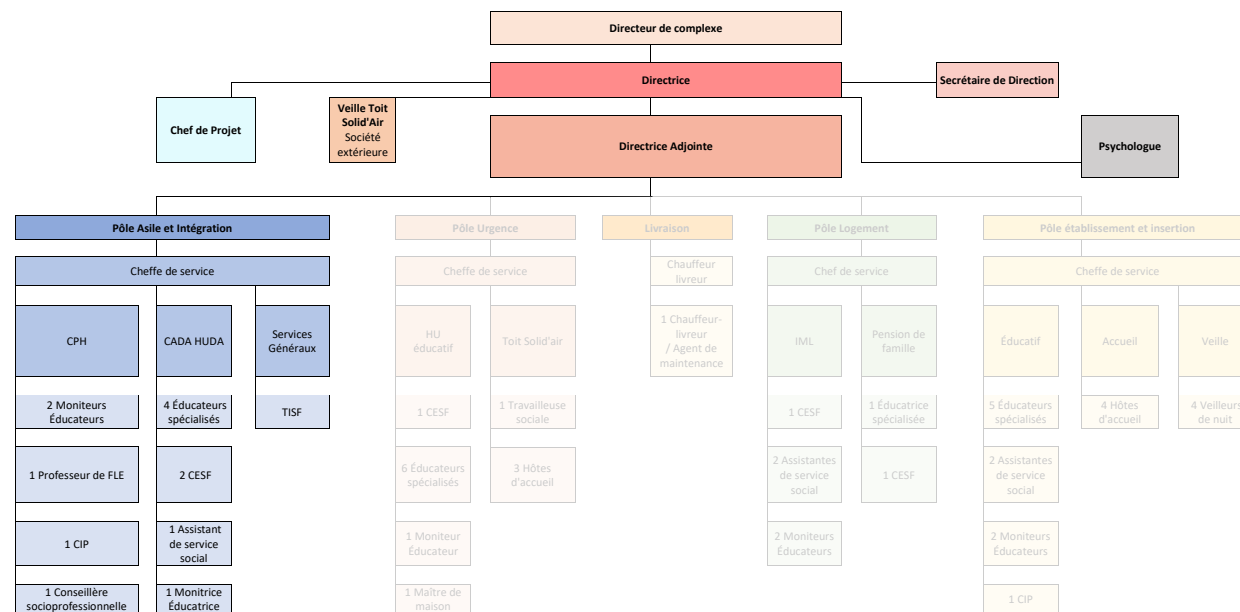 Directeur de complexe
Directrice
Secrétaire de Direction
Chef de Projet
Veille Toit
Solid'Air
Société
extérieure
Directrice Adjointe
Psychologue
Pôle Asile et Intégration
Pôle Urgence
Livraison
Pôle Logement
Pôle établissement et insertion
Cheffe de service
Cheffe de service
Chauffeur
livreur
Chef de service
Cheffe de service
CPH
CADA HUDA
Services
Généraux
HU
éducatif
Toit Solid'air
1 Chauffeur-
livreur
/ Agent de
maintenance
IML
Pension de
famille
Éducatif
Accueil
Veille
2 Moniteurs
Éducateurs
4 Éducateurs
spécialisés
TISF
1 CESF
1 Travailleuse
sociale
1 CESF
1 Éducatrice
spécialisée
5 Éducateurs
spécialisés
4 Hôtes
d'accueil
4 Veilleurs
de nuit
1 Professeur de FLE
2 CESF
6 Éducateurs
spécialisés
3 Hôtes
d'accueil
2 Assistantes
de service
social
1 CESF
2 Assistantes
de service
social
1 CIP
1 Assistant
de service
social
1 Moniteur
Éducateur
2 Moniteurs
Éducateurs
2 Moniteurs
Éducateurs
1 Conseillère
socioprofessionnelle
1 Monitrice
Éducatrice
1 Maître de
maison
1 CIP